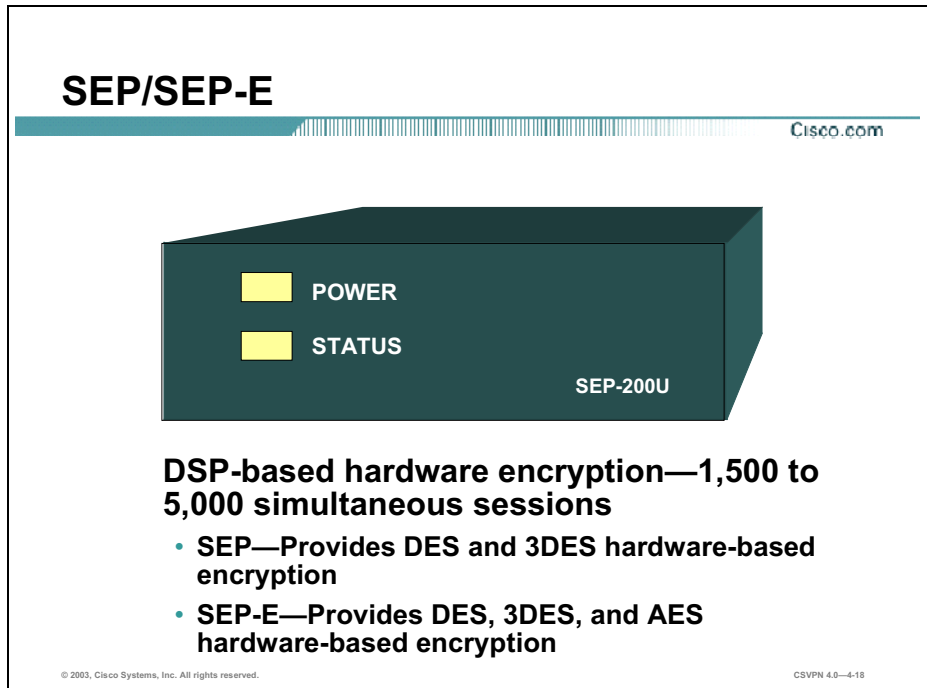 SEP/SEP-E
Cisco.com
POWER
STATUS
SEP-200U
DSP-based hardware encryption—1,500 to
5,000 simultaneous sessions
• SEP—Provides DES and 3DES hardware-based
encryption
• SEP-E—Provides DES, 3DES, and AES
hardware-based encryption
© 2003, Cisco Systems, Inc. All rights reserved.
CSVPN 4.0—4-18